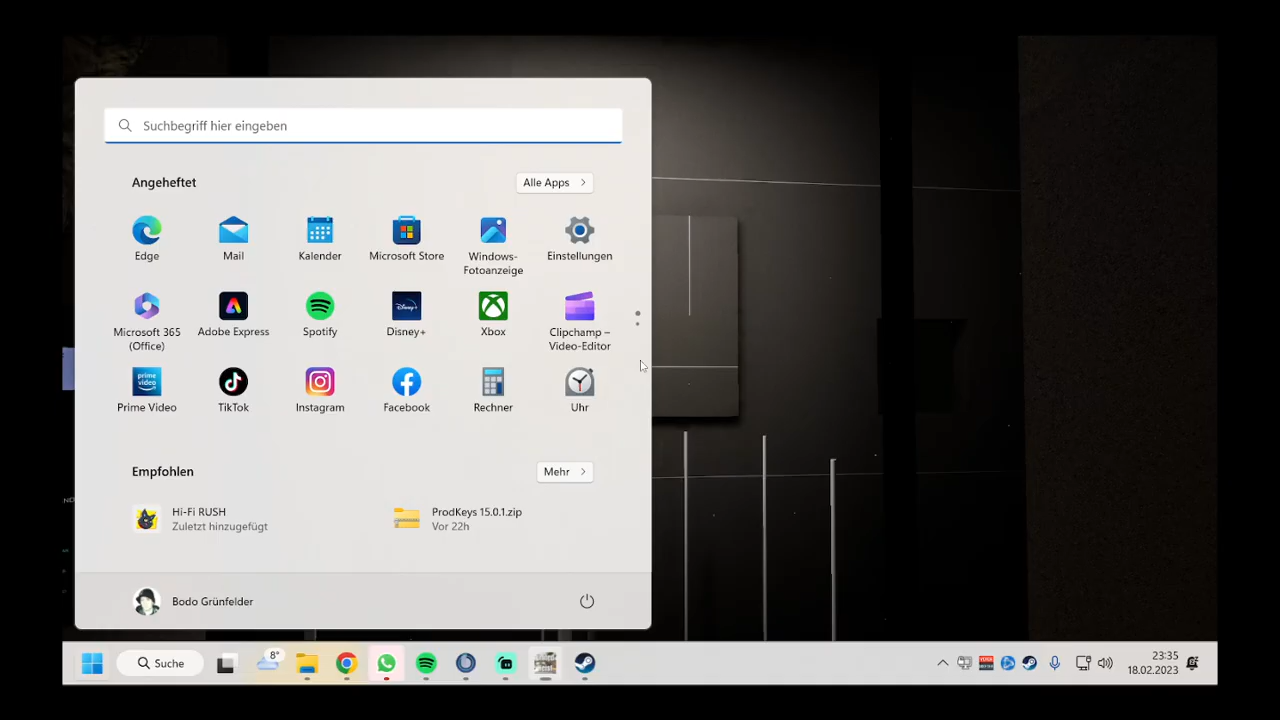 Suchbegriff hier eingeben
Angeheftet
Alle Apps
Edge
Mail
Kalender
Microsoft Store
Windows-
Fotoanzeige
Einstellungen
Microsoft 365
(Office)
Adobe Express
Spotify
Disney+
Xbox
Clipchamp –
Video-Editor
prime
video
Prime Video
TikTok
Instagram
Facebook
Rechner
Uhr
Empfohlen
Mehr
Hi-Fi RUSH
Zuletzt hinzugefügt
ProdKeys 15.0.1.zip
Vor 22h
Bodo Grünfelder
Suche
8°
23:35
18.02.2023